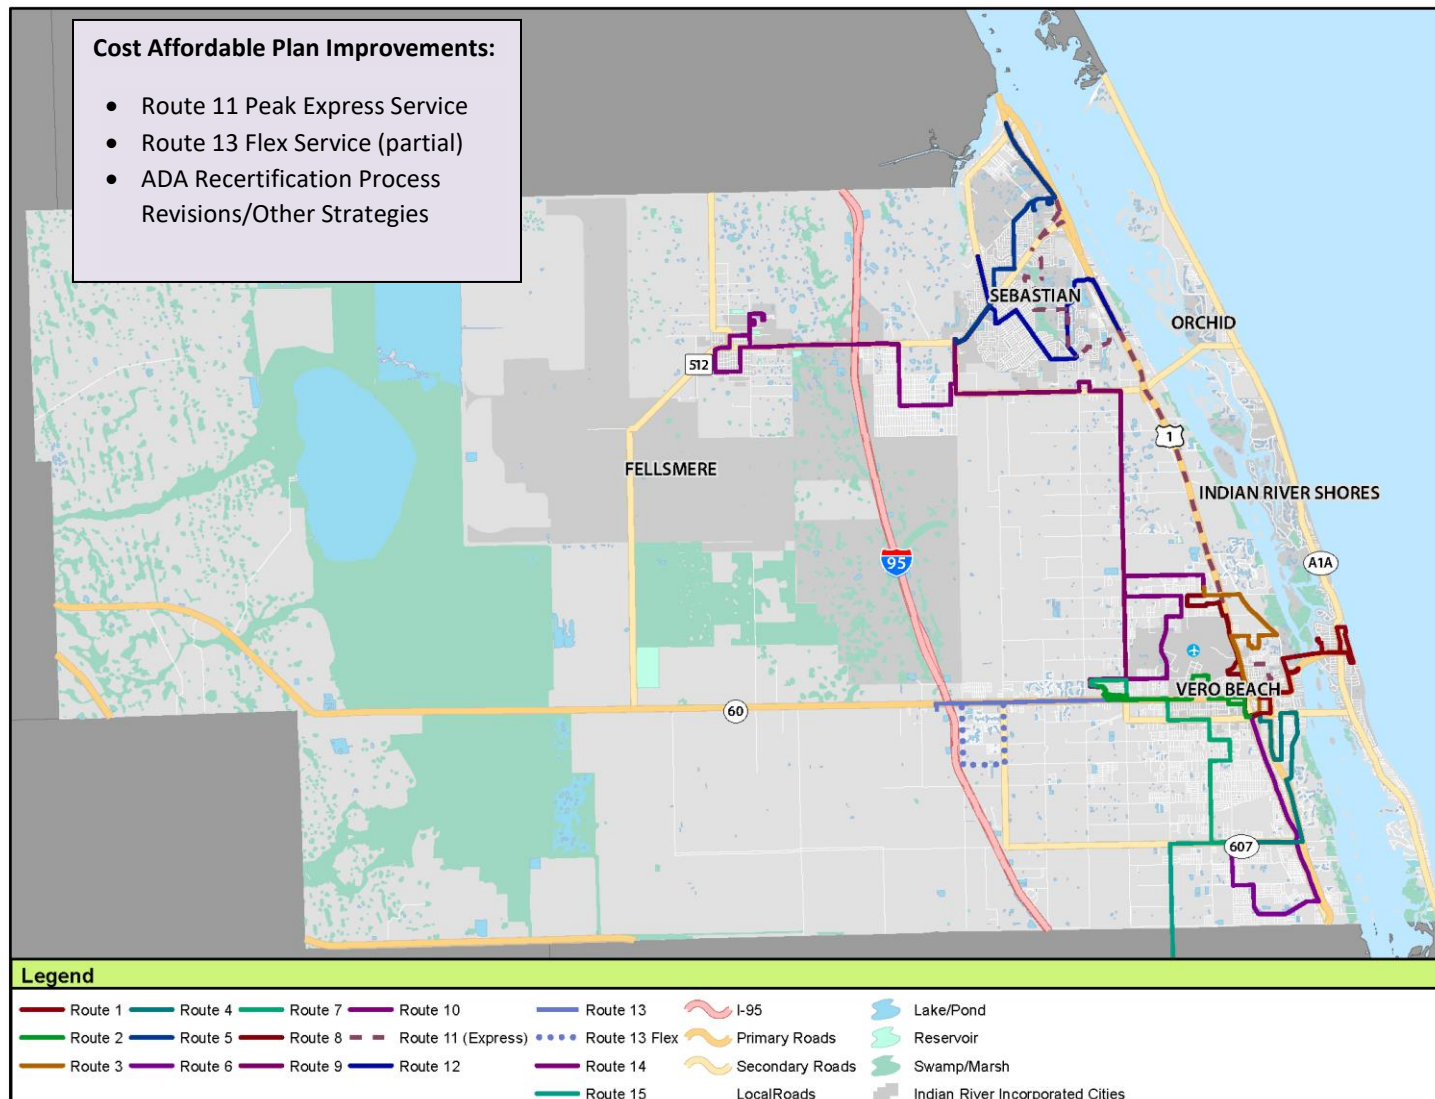 Cost Affordable Plan Improvements:
• Route 11 Peak Express Service
• Route 13 Flex Service (partial)
• ADA Recertification Process
Revisions/Other Strategies
SEBASTIAN
ORCHID
512
1
FELLSMERE
INDIAN RIVER SHORES
95
A1A
VERO BEACH
60
607
Legend
Route 1 Route 4 Route 7 Route 10 Route 13 I-95 Lake/Pond
Route 2 Route 5 Route 8 Route 11 (Express) Route 13 Flex Primary Roads Reservoir
Route 3 Route 6 Route 9 Route 12 Route 14 Secondary Roads Swamp/Marsh
Route 15 LocalRoads Indian River Incorporated Cities